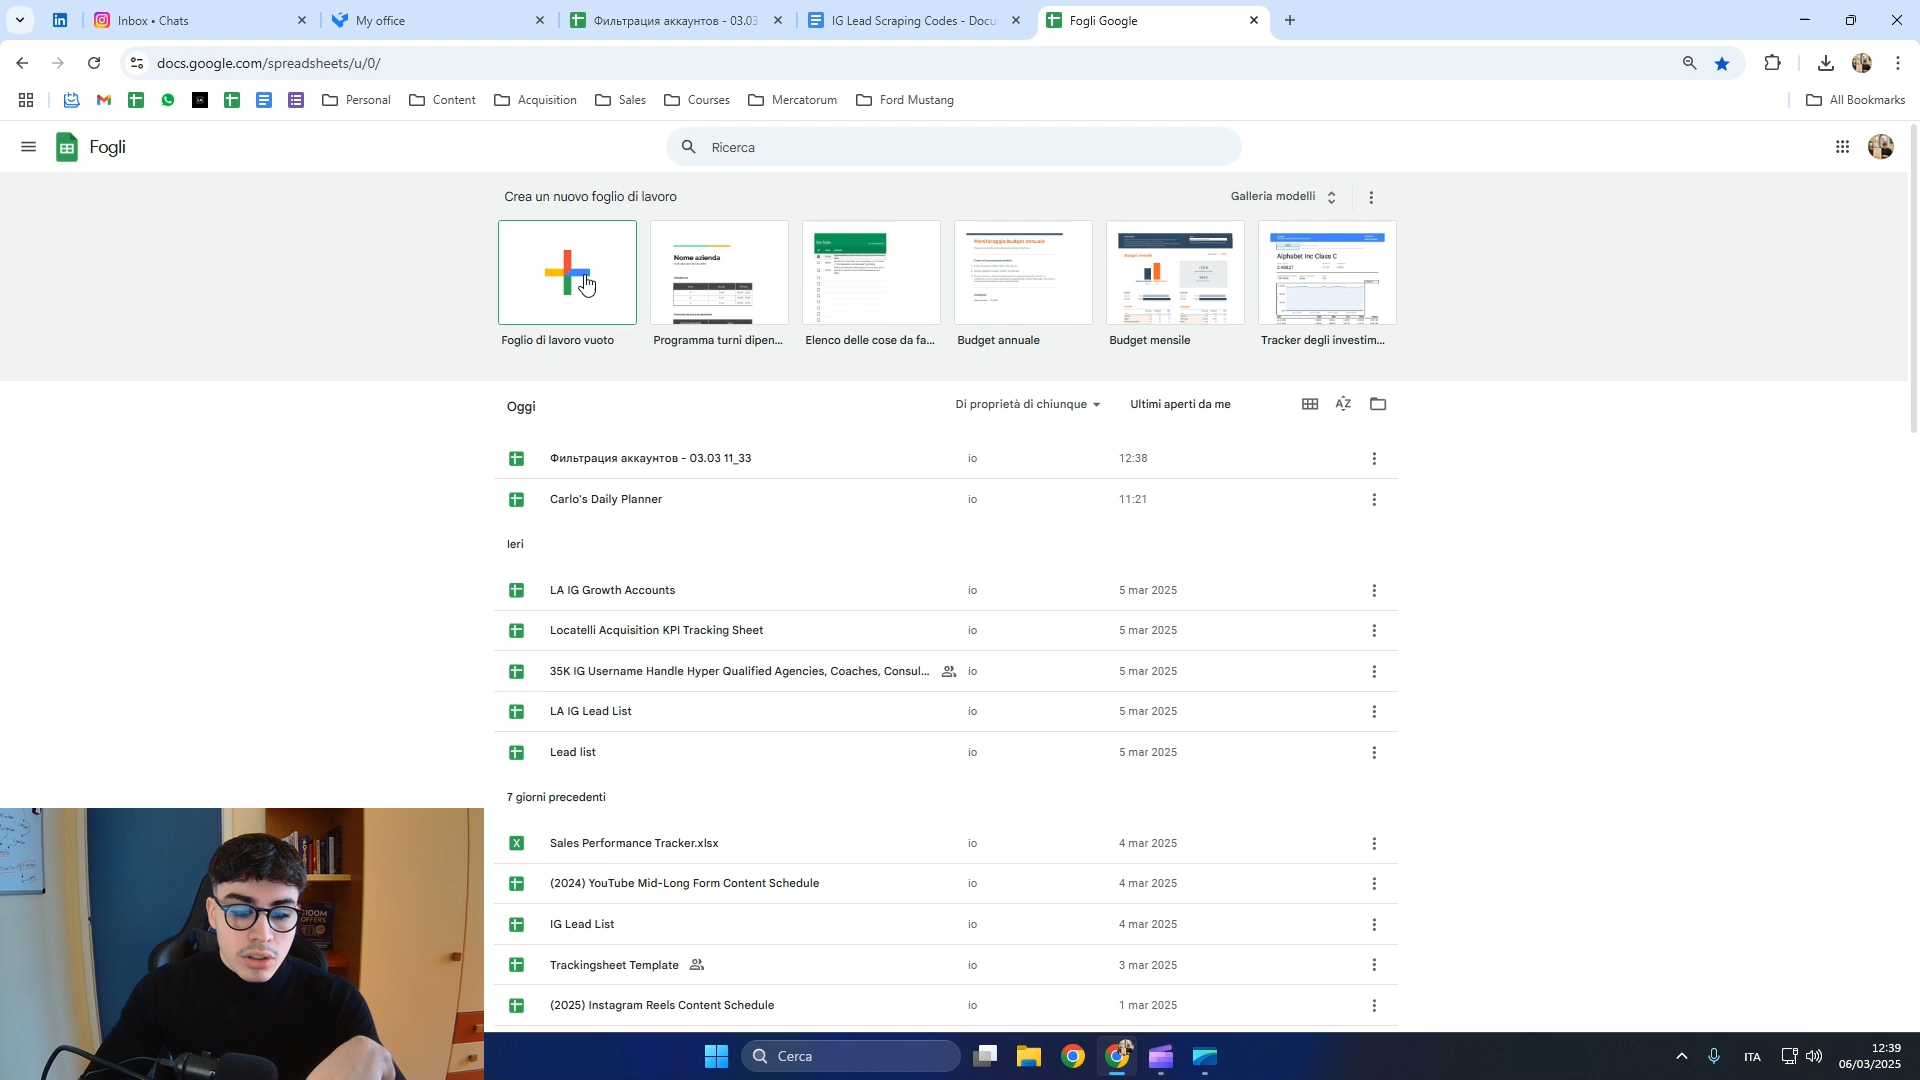 Inbox • Chats
My office
Фильтрация аккаунтов - 03.03
IG Lead Scraping Codes - Docu
Fogli Google
docs.google.com/spreadsheets/u/0/
Personal
Content
Acquisition
Sales
Courses
Mercatorum
Ford Mustang
All Bookmarks
Fogli
Ricerca
Crea un nuovo foglio di lavoro
Galleria modelli
Nome azienda
Monitoraggio budget annuale
Budget mensile
Alphabet Inc Class C
Foglio di lavoro vuoto
Programma turni dipen...
Elenco delle cose da fa...
Budget annuale
Budget mensile
Tracker degli investim...
Oggi
Di proprietà di chiunque
Ultimi aperti da me
AZ
Фильтрация аккаунтов - 03.03 11_33 io 12:38
Carlo's Daily Planner io 11:21
Ieri
LA IG Growth Accounts io 5 mar 2025
Locatelli Acquisition KPI Tracking Sheet io 5 mar 2025
35K IG Username Handle Hyper Qualified Agencies, Coaches, Consul... io 5 mar 2025
LA IG Lead List io 5 mar 2025
Lead list io 5 mar 2025
7 giorni precedenti
Sales Performance Tracker.xlsx io 4 mar 2025
(2024) YouTube Mid-Long Form Content Schedule io 4 mar 2025
IG Lead List io 4 mar 2025
Trackingsheet Template io 3 mar 2025
(2025) Instagram Reels Content Schedule io 1 mar 2025
$100M
OFFERS
Cerca
ITA
12:39
06/03/2025